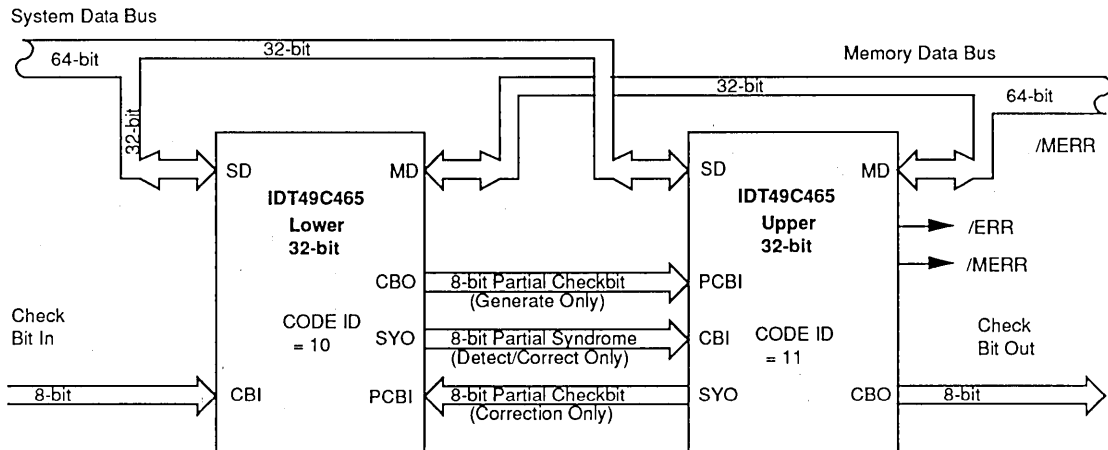 System Data Bus
32-bit
64-bit
Memory Data Bus
32-bit
64-bit
32-bit
/MERR
SD
MD
SD
MD
IDT49C465
Lower
32-bit
IDT49C465
Upper
32-bit
/ERR
/MERR
CBO
8-bit Partial Checkbit
(Generate Only)
PCBI
Check
Bit In
CODE ID
= 10
SYO
8-bit Partial Syndrome
(Detect/Correct Only)
CBI
CODE ID
= 11
Check
Bit Out
8-bit
CBI
PCBI
8-bit Partial Checkbit
(Correction Only)
SYO
CBO
8-bit